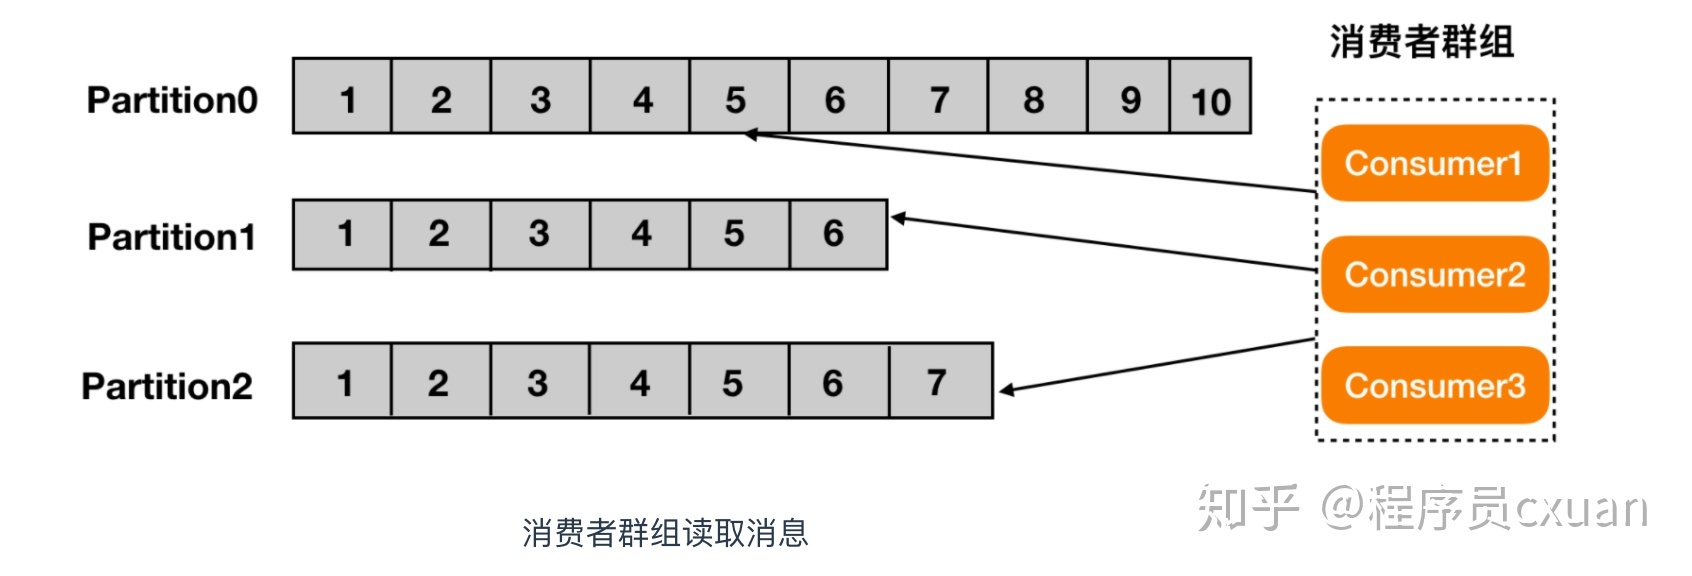 消费者群组
Partition0 1 2 3 4 5 6 7 8 9 10
Consumer1
Partition1 1 2 3 4 5 6
Consumer2
Partition2 1 2 3 4 5 6 7
Consumer3
知乎 @程序员cxuan
消费者群组读取消息